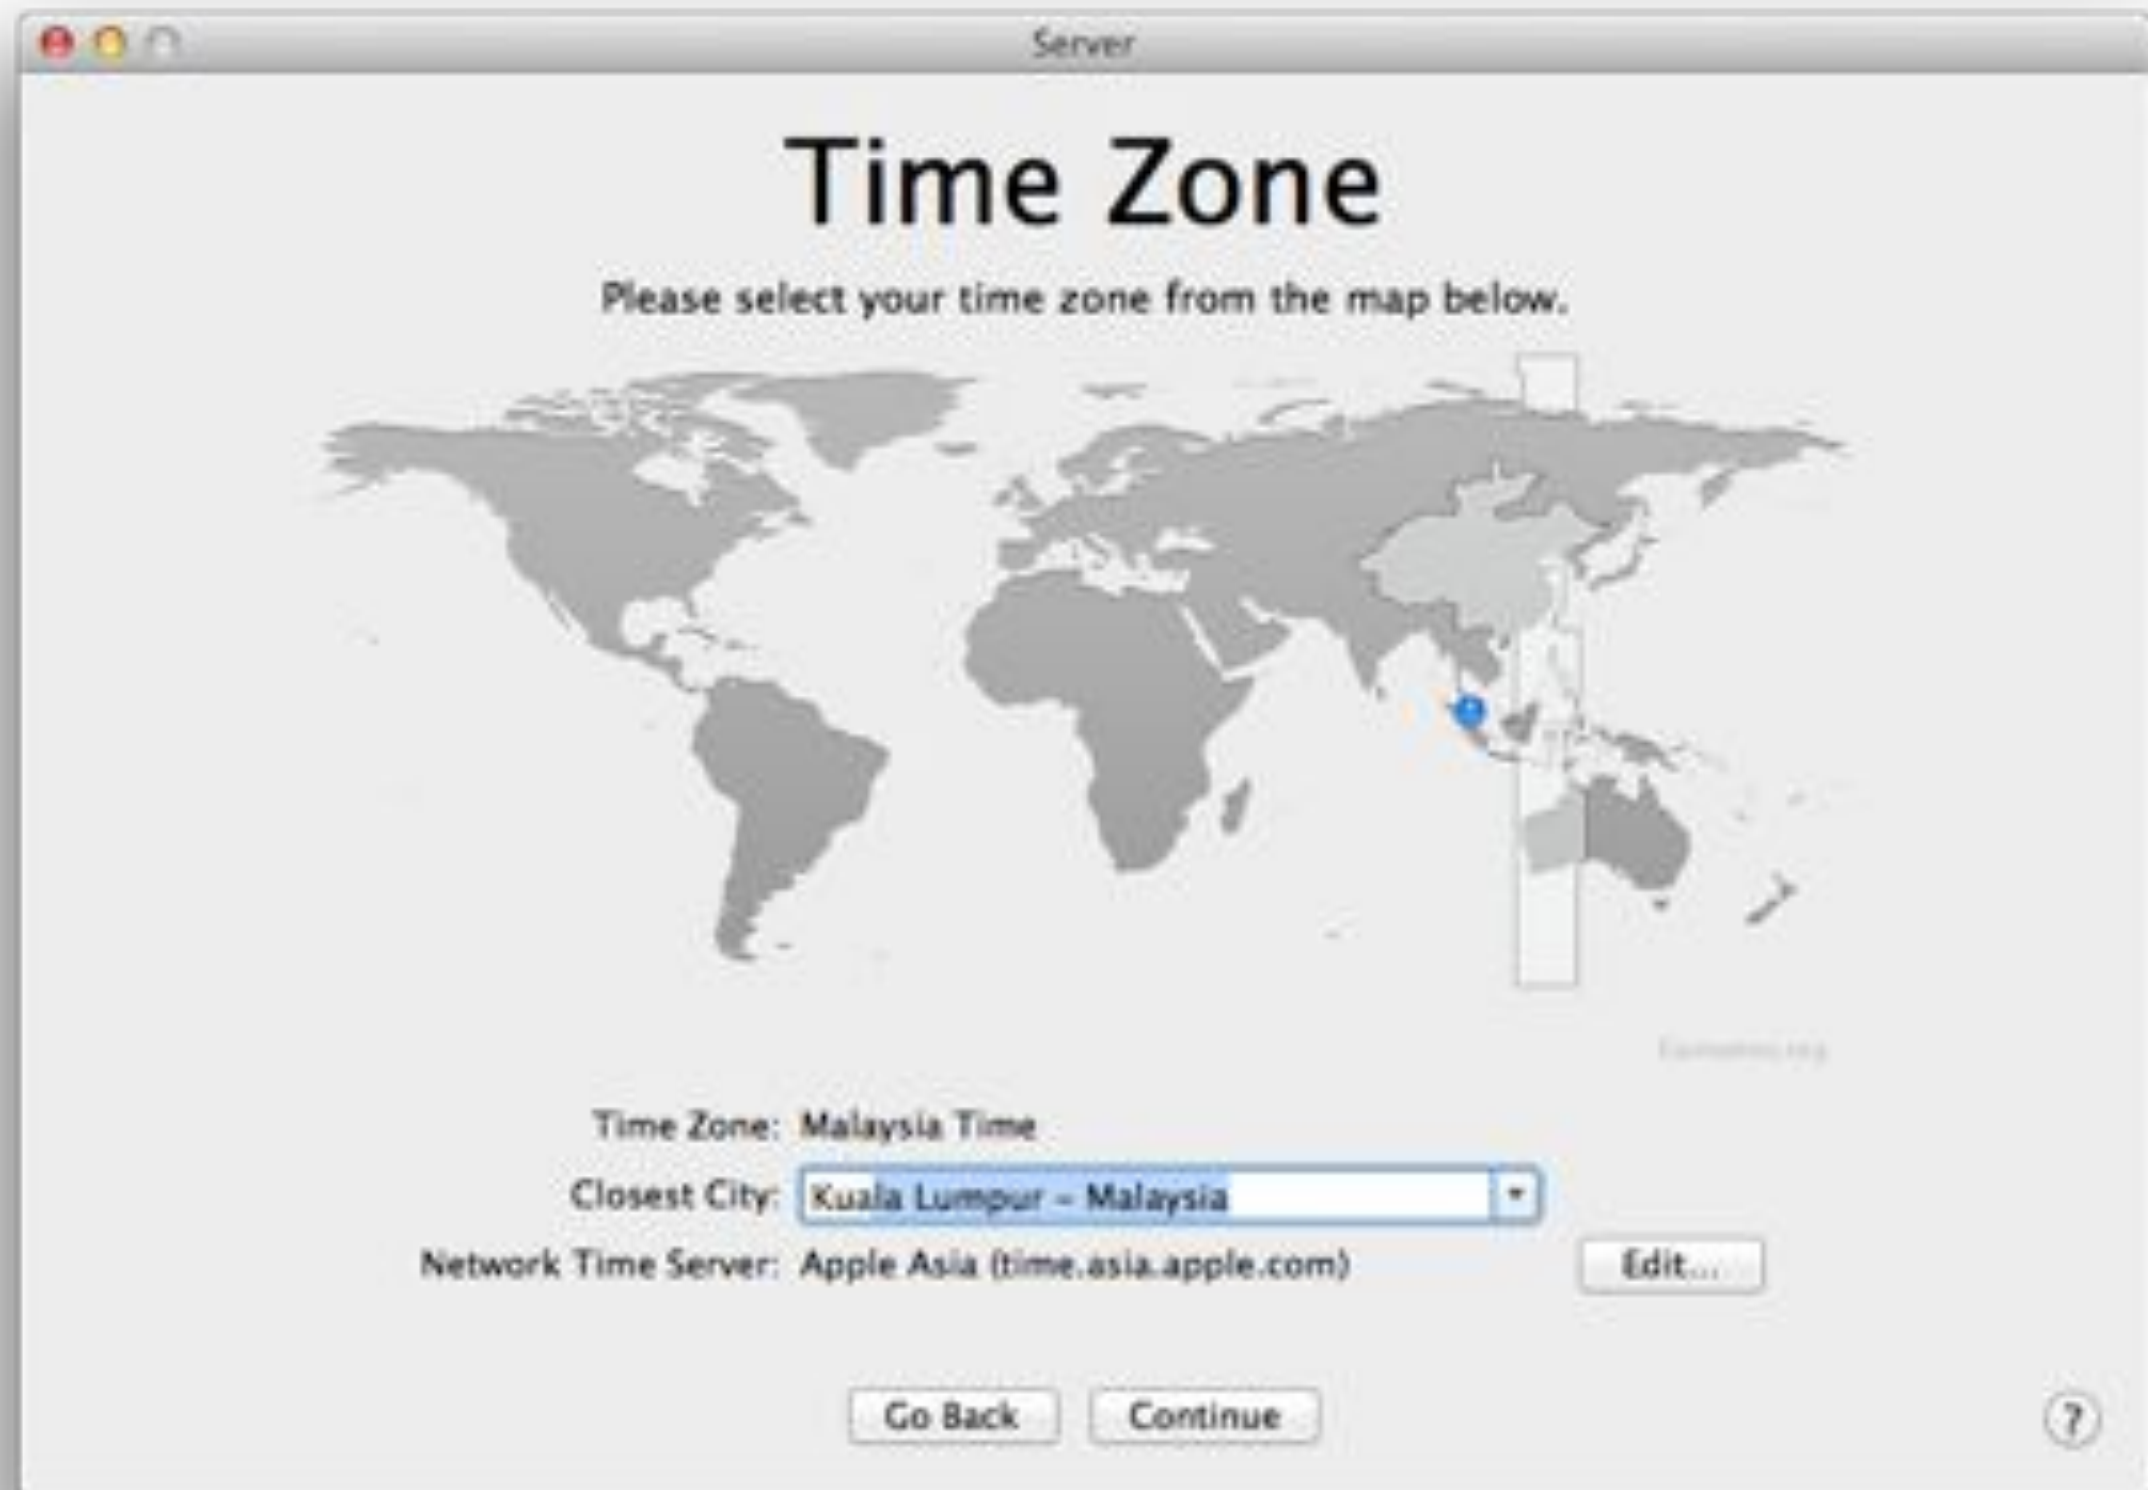 Server
Time Zone
Please select your time zone from the map below.
Time Zone: Malaysia Time
Closest City: Kuala Lumpur – Malaysia
Network Time Server: Apple Asia (time.asia.apple.com) Edit...
Go Back Continue ?